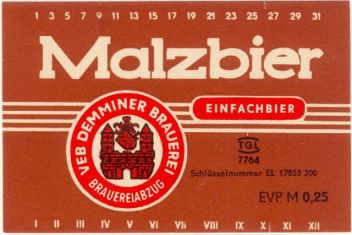 1 3 5 7 9 11 13 15 17 19 21 23 25 27 29 31
Malzbier
EINFACHBIER
VEB DEMMINER BRAUEREI
BRAUEREIABZUG
TGL
7764
Schlüsselnummer EL 17553 300
EVP M 0,25
I II III IV V VI VII VIII IX X XI XII